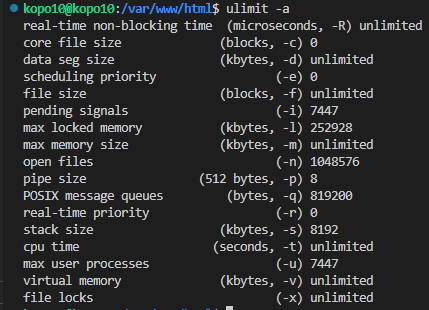 kopo10@kopo10:/var/www/html$ ulimit -a
real-time non-blocking time  (microseconds, -R) unlimited
core file size              (blocks, -c) 0
data seg size               (kbytes, -d) unlimited
scheduling priority                 (-e) 0
file size                   (blocks, -f) unlimited
pending signals                     (-i) 7447
max locked memory           (kbytes, -l) 252928
max memory size             (kbytes, -m) unlimited
open files                          (-n) 1048576
pipe size                (512 bytes, -p) 8
POSIX message queues         (bytes, -q) 819200
real-time priority                  (-r) 0
stack size                  (kbytes, -s) 8192
cpu time                   (seconds, -t) unlimited
max user processes                  (-u) 7447
virtual memory              (kbytes, -v) unlimited
file locks                          (-x) unlimited